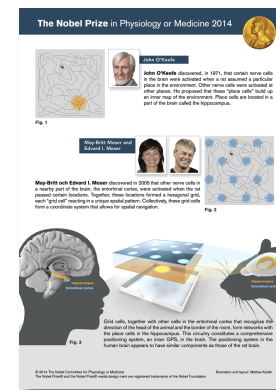 The Nobel Prize in Physiology or Medicine 2014
John O'Keefe
John O'Keefe discovered, in 1971, that certain nerve cells
in the brain were activated when a rat assumed a particular
place in the environment. Other nerve cells were activated at
other places. He proposed that these "place cells" build up
an inner map of the environment. Place cells are located in a
part of the brain called the hippocampus.
Fig. 1
May-Britt Moser and
Edvard I. Moser
May-Britt och Edvard I. Moser discovered in 2005 that other nerve cells in
a nearby part of the brain, the entorhinal cortex, were activated when the rat
passed certain locations. Together, these locations formed a hexagonal grid,
each "grid cell" reacting in a unique spatial pattern. Collectively, these grid cells
form a coordinate system that allows for spatial navigation.
Fig. 2
Hippocampus
Entorhinal cortex
Hippocampus
Entorhinal cortex
Fig. 3
Grid cells, together with other cells in the entorhinal cortex that recognize the
direction of the head of the animal and the border of the room, form networks with
the place cells in the hippocampus. This circuitry constitutes a comprehensive
positioning system, an inner GPS, in the brain. The positioning system in the
human brain appears to have similar components as those of the rat brain.
© 2014 The Nobel Committee for Physiology or Medicine
The Nobel Prize® and the Nobel Prize® medal design mark are registered trademarks of the Nobel Foundation
Illustration and layout: Mattias Karlén